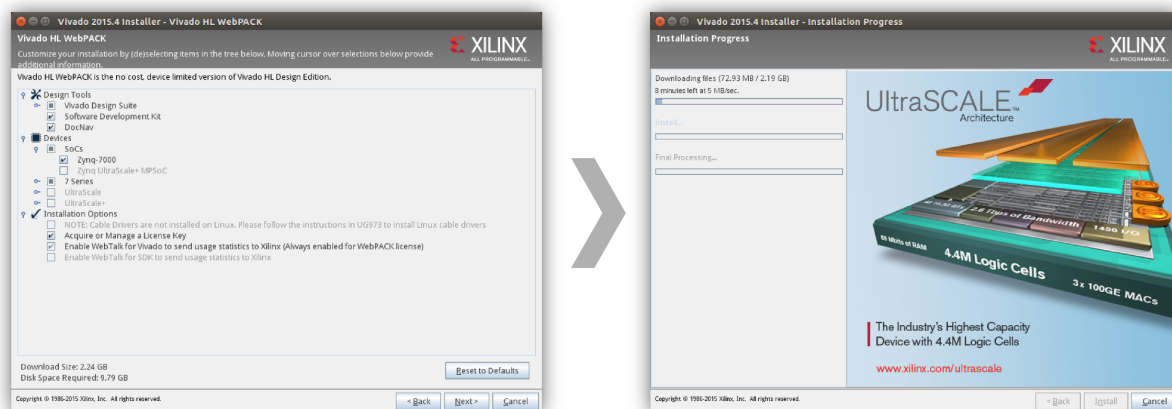 Vivado 2015.4 Installer - Vivado HL WebPACK
Vivado HL WebPACK
Customize your installation by (de)selecting items in the tree below. Moving cursor over selections below provide
additional information.
XILINX
ALL PROGRAMMABLE.
Vivado HL WebPACK is the no cost, device limited version of Vivado HL Design Edition.
Design Tools
Vivado Design Suite
Software Development Kit
DocNav
Devices
SoCs
Zynq-7000
Zynq UltraScale+ MPSoC
7 Series
UltraScale
UltraScale+
Installation Options
NOTE: Cable Drivers are not installed on Linux. Please follow the instructions in UG973 to install Linux cable drivers
Acquire or Manage a License Key
Enable WebTalk for Vivado to send usage statistics to Xilinx (Always enabled for WebPACK license)
Enable WebTalk for SDK to send usage statistics to Xilinx
Download Size: 2.24 GB
Disk Space Required: 9.79 GB
Reset to Defaults
Copyright © 1986-2015 Xilinx, Inc. All rights reserved.
< Back Next > Cancel
Vivado 2015.4 Installer - Installation Progress
Installation Progress
XILINX
ALL PROGRAMMABLE.
Downloading files (72.93 MB / 2.19 GB)
8 minutes left at 5 MB/sec.
Install...
Final Processing...
UltraSCALE™
Architecture
Tbps of Bandwidth
1456 I/O
Mbits of RAM
4.4M Logic Cells
3x 100GE MACs
The Industry's Highest Capacity
Device with 4.4M Logic Cells
www.xilinx.com/ultrascale
Copyright © 1986-2015 Xilinx, Inc. All rights reserved.
< Back Install Cancel